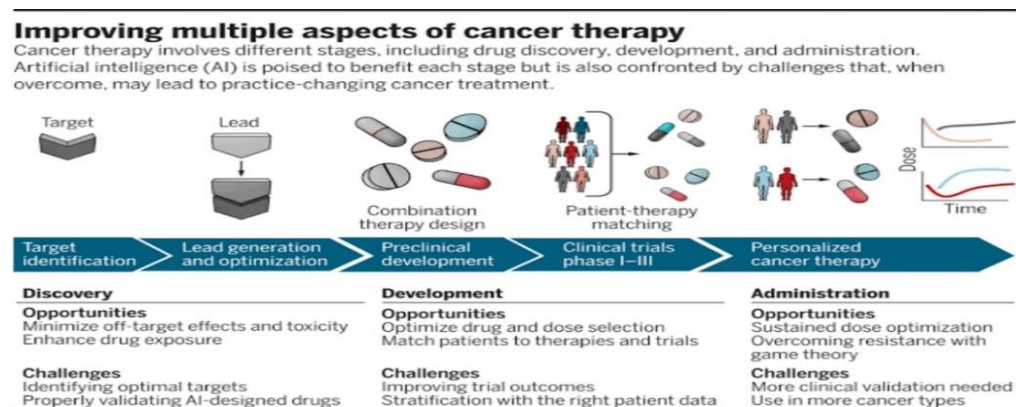 Improving multiple aspects of cancer therapy
Cancer therapy involves different stages, including drug discovery, development, and administration.
Artificial intelligence (AI) is poised to benefit each stage but is also confronted by challenges that, when
overcome, may lead to practice-changing cancer treatment.
Target
Lead
Combination
therapy design
Patient-therapy
matching
Dose
Time
Target
identification
Lead generation
and optimization
Preclinical
development
Clinical trials
phase I–III
Personalized
cancer therapy
Discovery
Opportunities
Minimize off-target effects and toxicity
Enhance drug exposure
Challenges
Identifying optimal targets
Properly validating AI-designed drugs
Development
Opportunities
Optimize drug and dose selection
Match patients to therapies and trials
Challenges
Improving trial outcomes
Stratification with the right patient data
Administration
Opportunities
Sustained dose optimization
Overcoming resistance with
game theory
Challenges
More clinical validation needed
Use in more cancer types